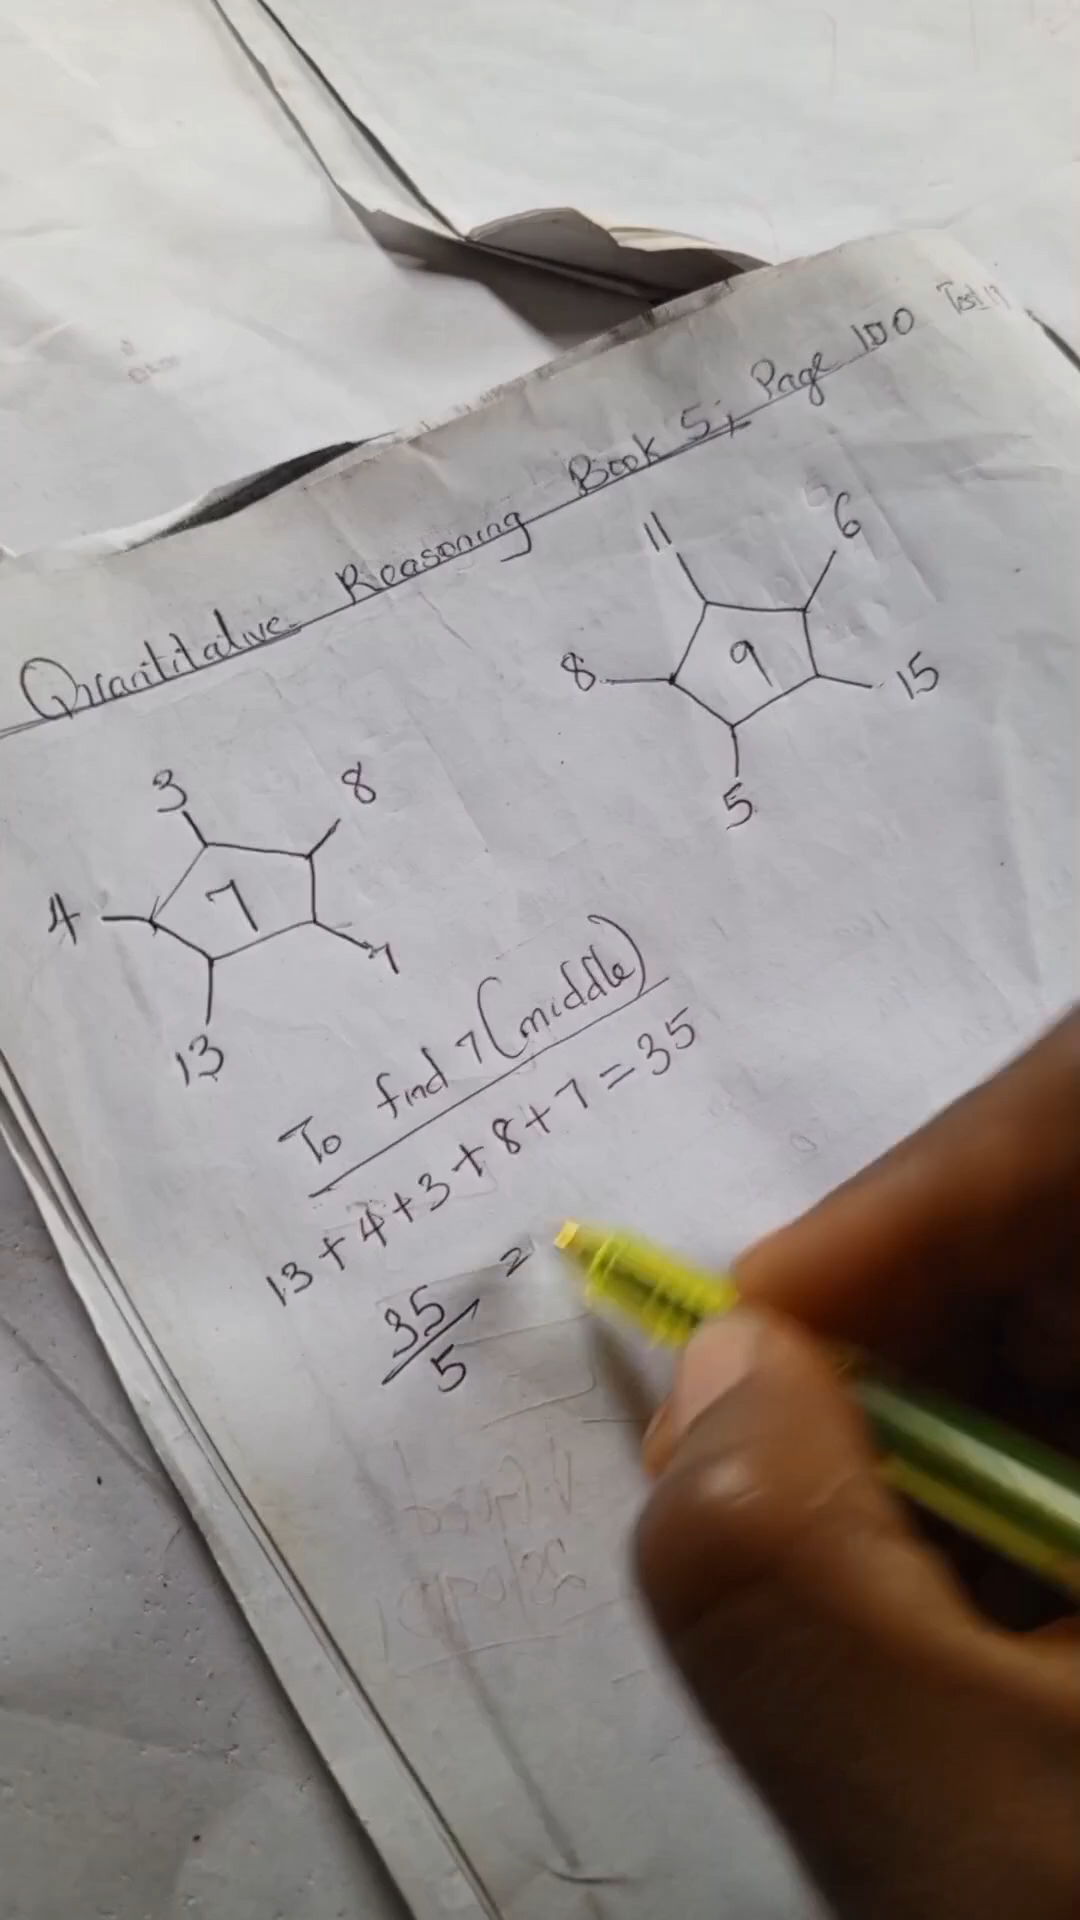 Quantitative Reasoning Book 5; Page 100
11 6
8 9 15
5
3 8
4 7 7
13
To find 7 (middle)
13+4+3+8+7=35
35
5 =